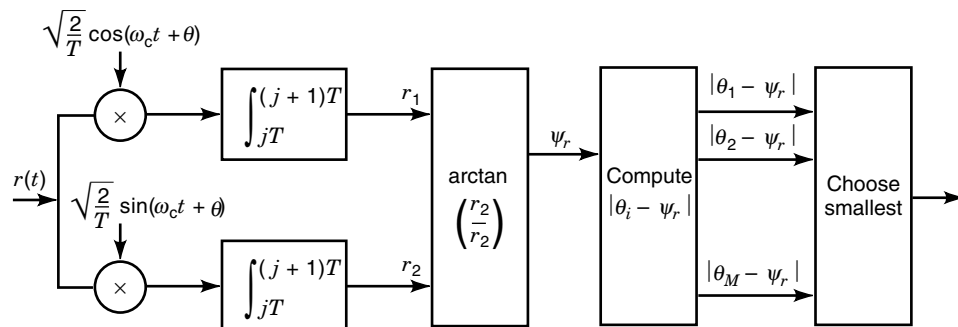 √2/T cos(ω_c t + θ)
∫_{jT}^{(j + 1)T}
r_1
|θ_1 − ψ_r|
|θ_2 − ψ_r|
r(t)
√2/T sin(ω_c t + θ)
×
arctan
(r_2/r_2)
ψ_r
Compute
|θ_i − ψ_r|
Choose
smallest
×
∫_{jT}^{(j + 1)T}
r_2
|θ_M − ψ_r|